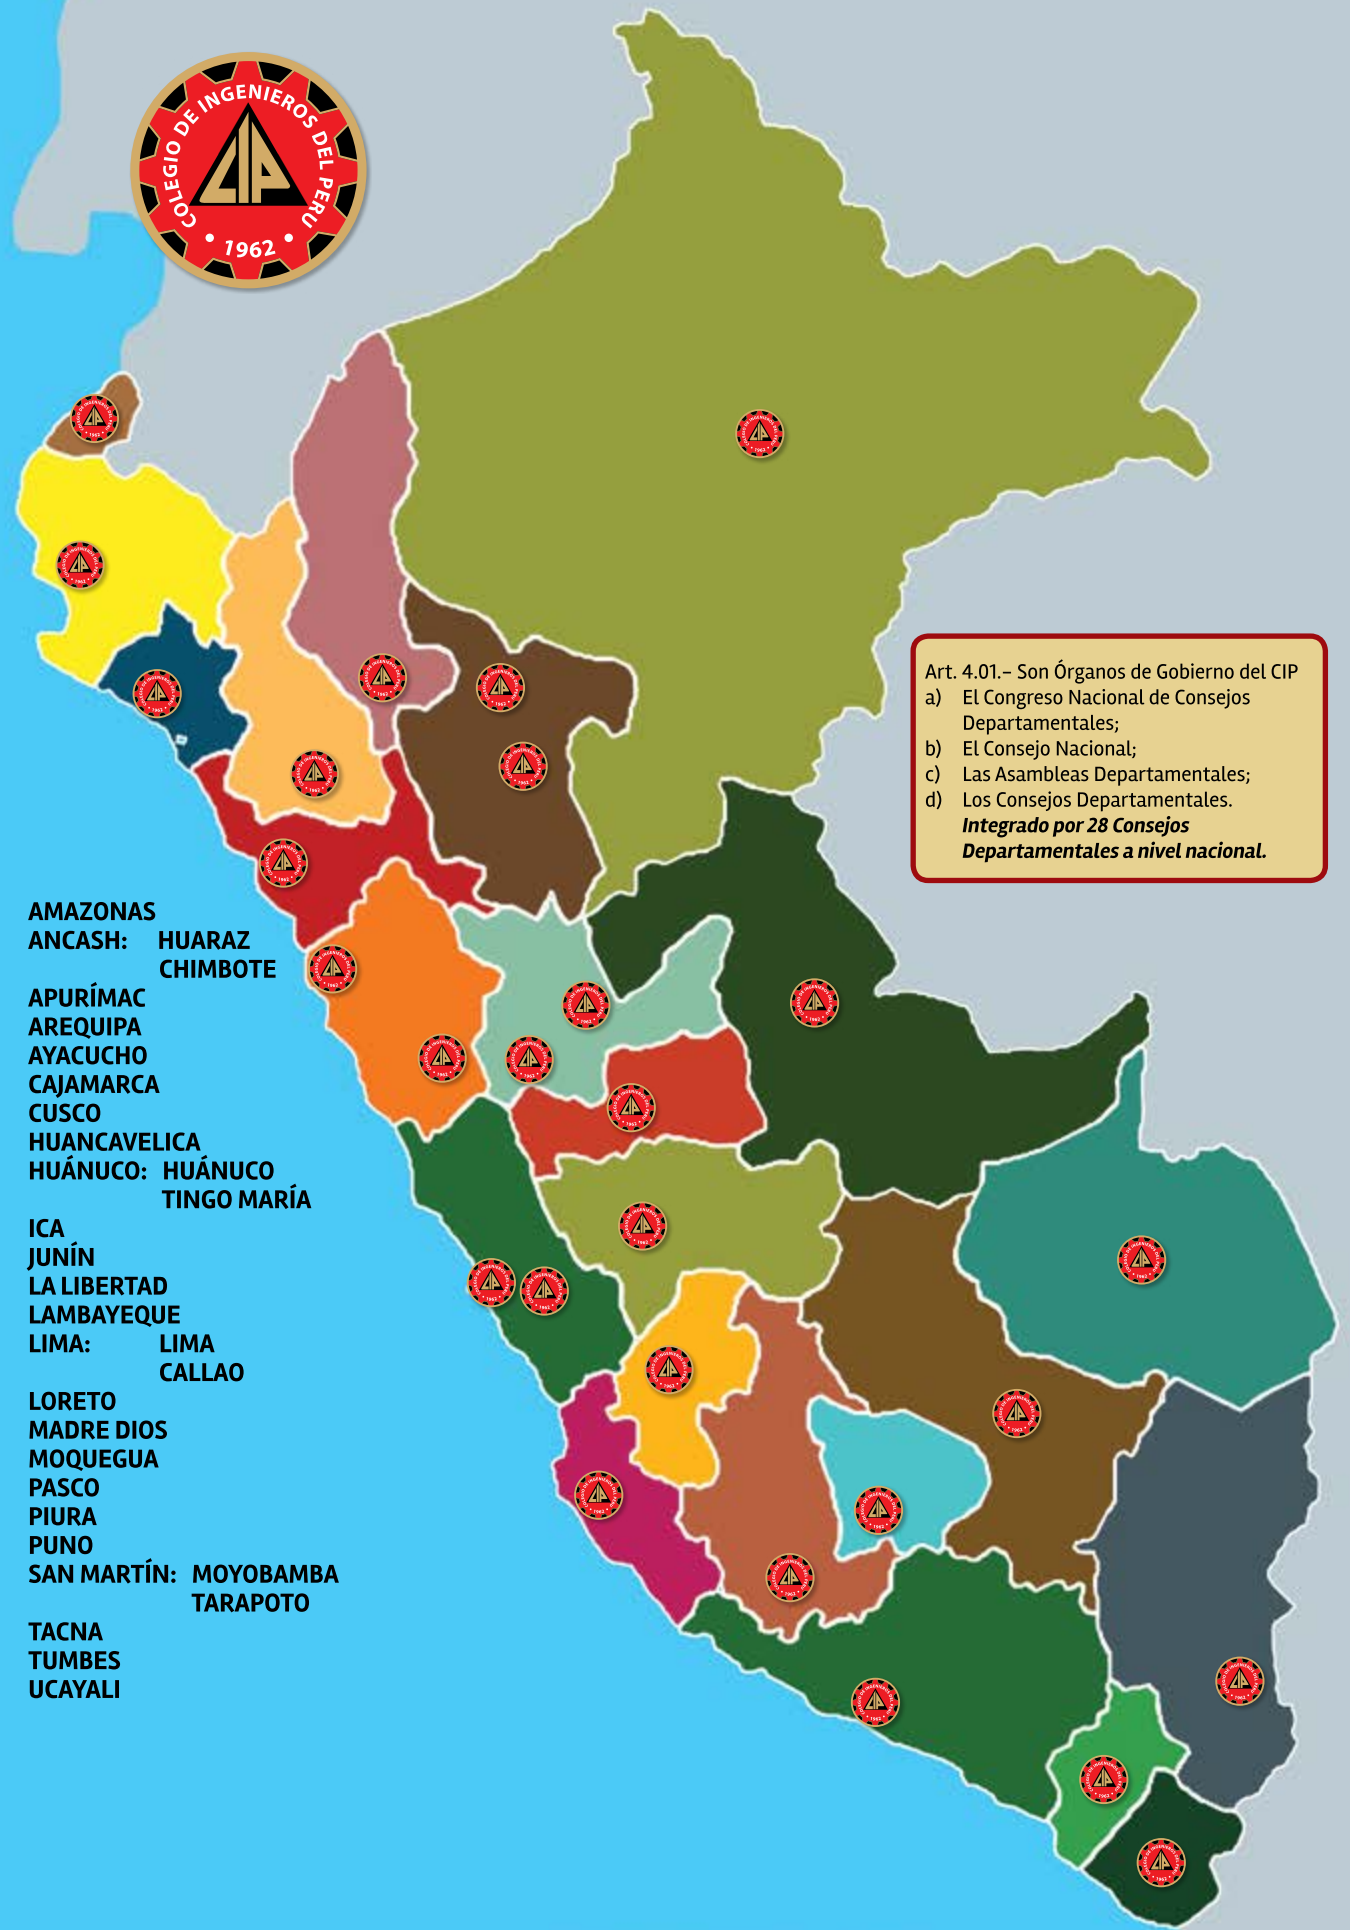 COLEGIO DE INGENIEROS DEL PERU
CIP
• 1962 •
Art. 4.01.- Son Órganos de Gobierno del CIP
a) El Congreso Nacional de Consejos
Departamentales;
b) El Consejo Nacional;
c) Las Asambleas Departamentales;
d) Los Consejos Departamentales.
Integrado por 28 Consejos
Departamentales a nivel nacional.
AMAZONAS
ANCASH: HUARAZ
CHIMBOTE
APURÍMAC
AREQUIPA
AYACUCHO
CAJAMARCA
CUSCO
HUANCAVELICA
HUÁNUCO: HUÁNUCO
TINGO MARÍA
ICA
JUNÍN
LA LIBERTAD
LAMBAYEQUE
LIMA: LIMA
CALLAO
LORETO
MADRE DIOS
MOQUEGUA
PASCO
PIURA
PUNO
SAN MARTÍN: MOYOBAMBA
TARAPOTO
TACNA
TUMBES
UCAYALI